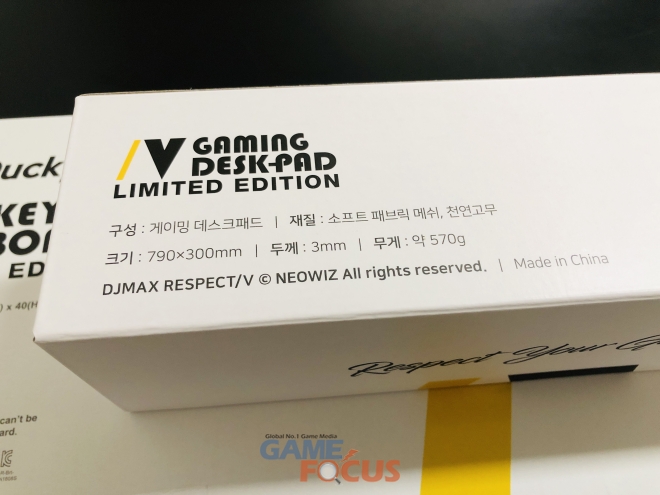 /V GAMING
DESK-PAD
LIMITED EDITION
구성 : 게이밍 데스크패드 | 재질 : 소프트 패브릭 메쉬, 천연고무
크기 : 790×300mm | 두께 : 3mm | 무게 : 약 570g
DJMAX RESPECT/V © NEOWIZ All rights reserved. | Made in China
Respect Your
ucky
KEY
BOA
ED
) x 40(H
can't be
ard.
Global No.1 Game Media
GAME
FOCUS